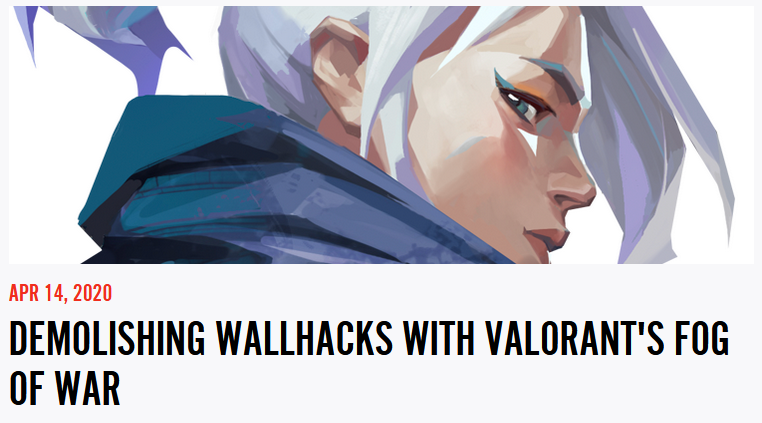 APR 14, 2020
DEMOLISHING WALLHACKS WITH VALORANT'S FOG
OF WAR